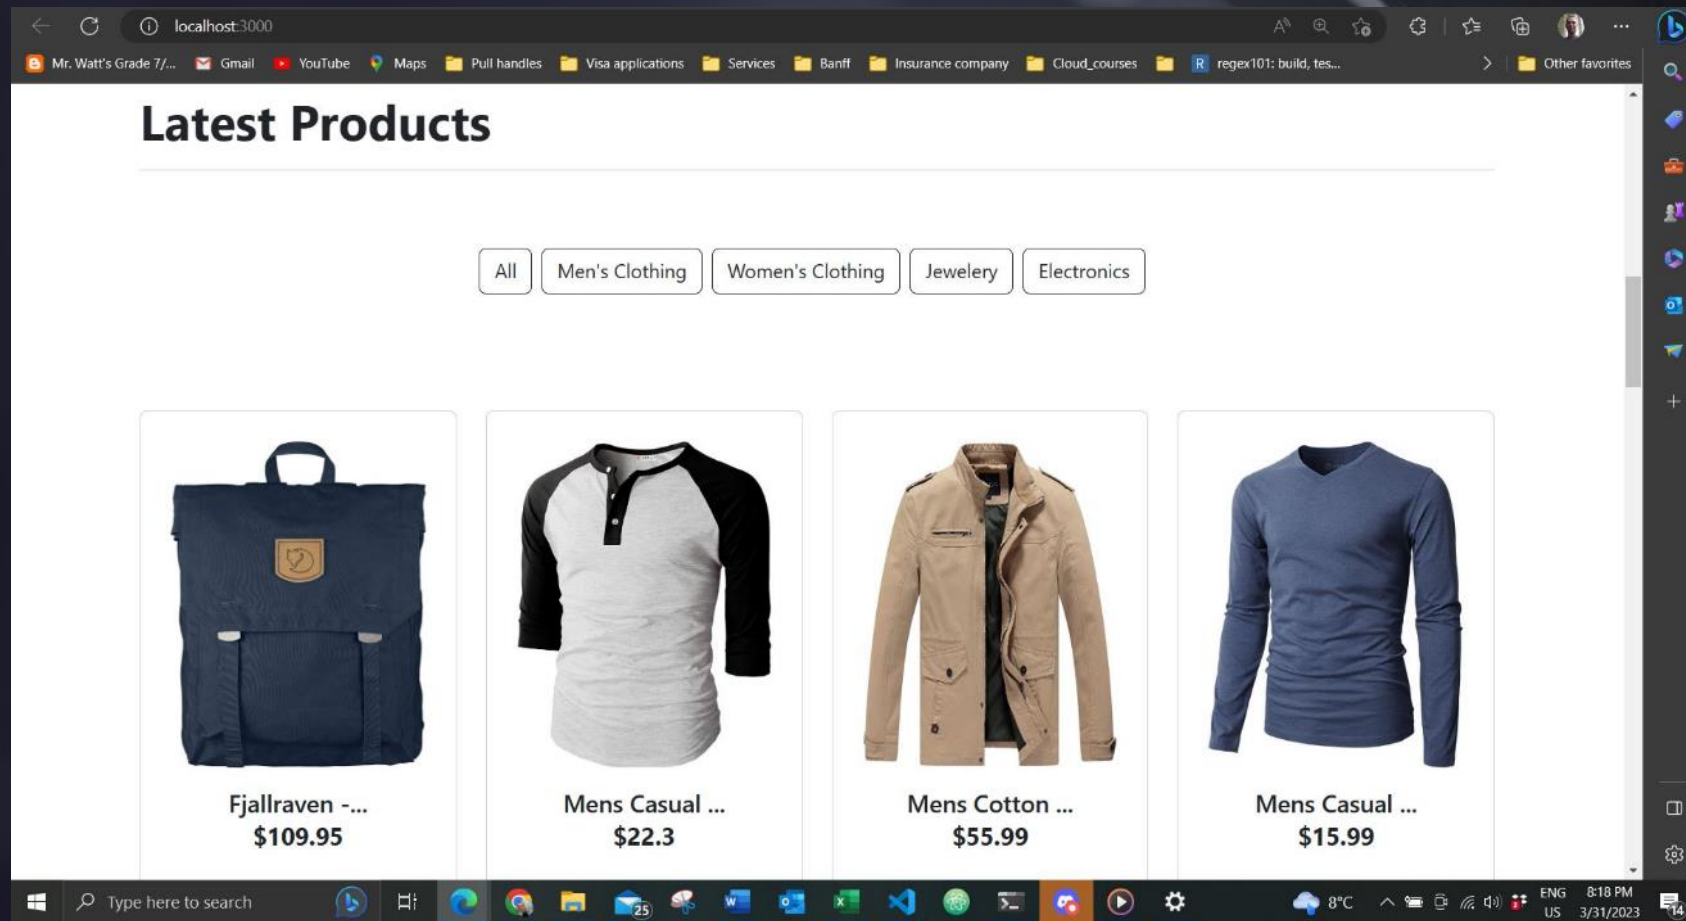 localhost:3000
Mr. Watt's Grade 7/... Gmail YouTube Maps Pull handles Visa applications Services Banff Insurance company Cloud_courses R regex101: build, tes... Other favorites
Latest Products
All Men's Clothing Women's Clothing Jewelery Electronics
Fjallraven -... Mens Casual ... Mens Cotton ... Mens Casual ...
$109.95 $22.3 $55.99 $15.99
Type here to search 25 8°C ENG 8:18 PM
US 3/31/2023 14